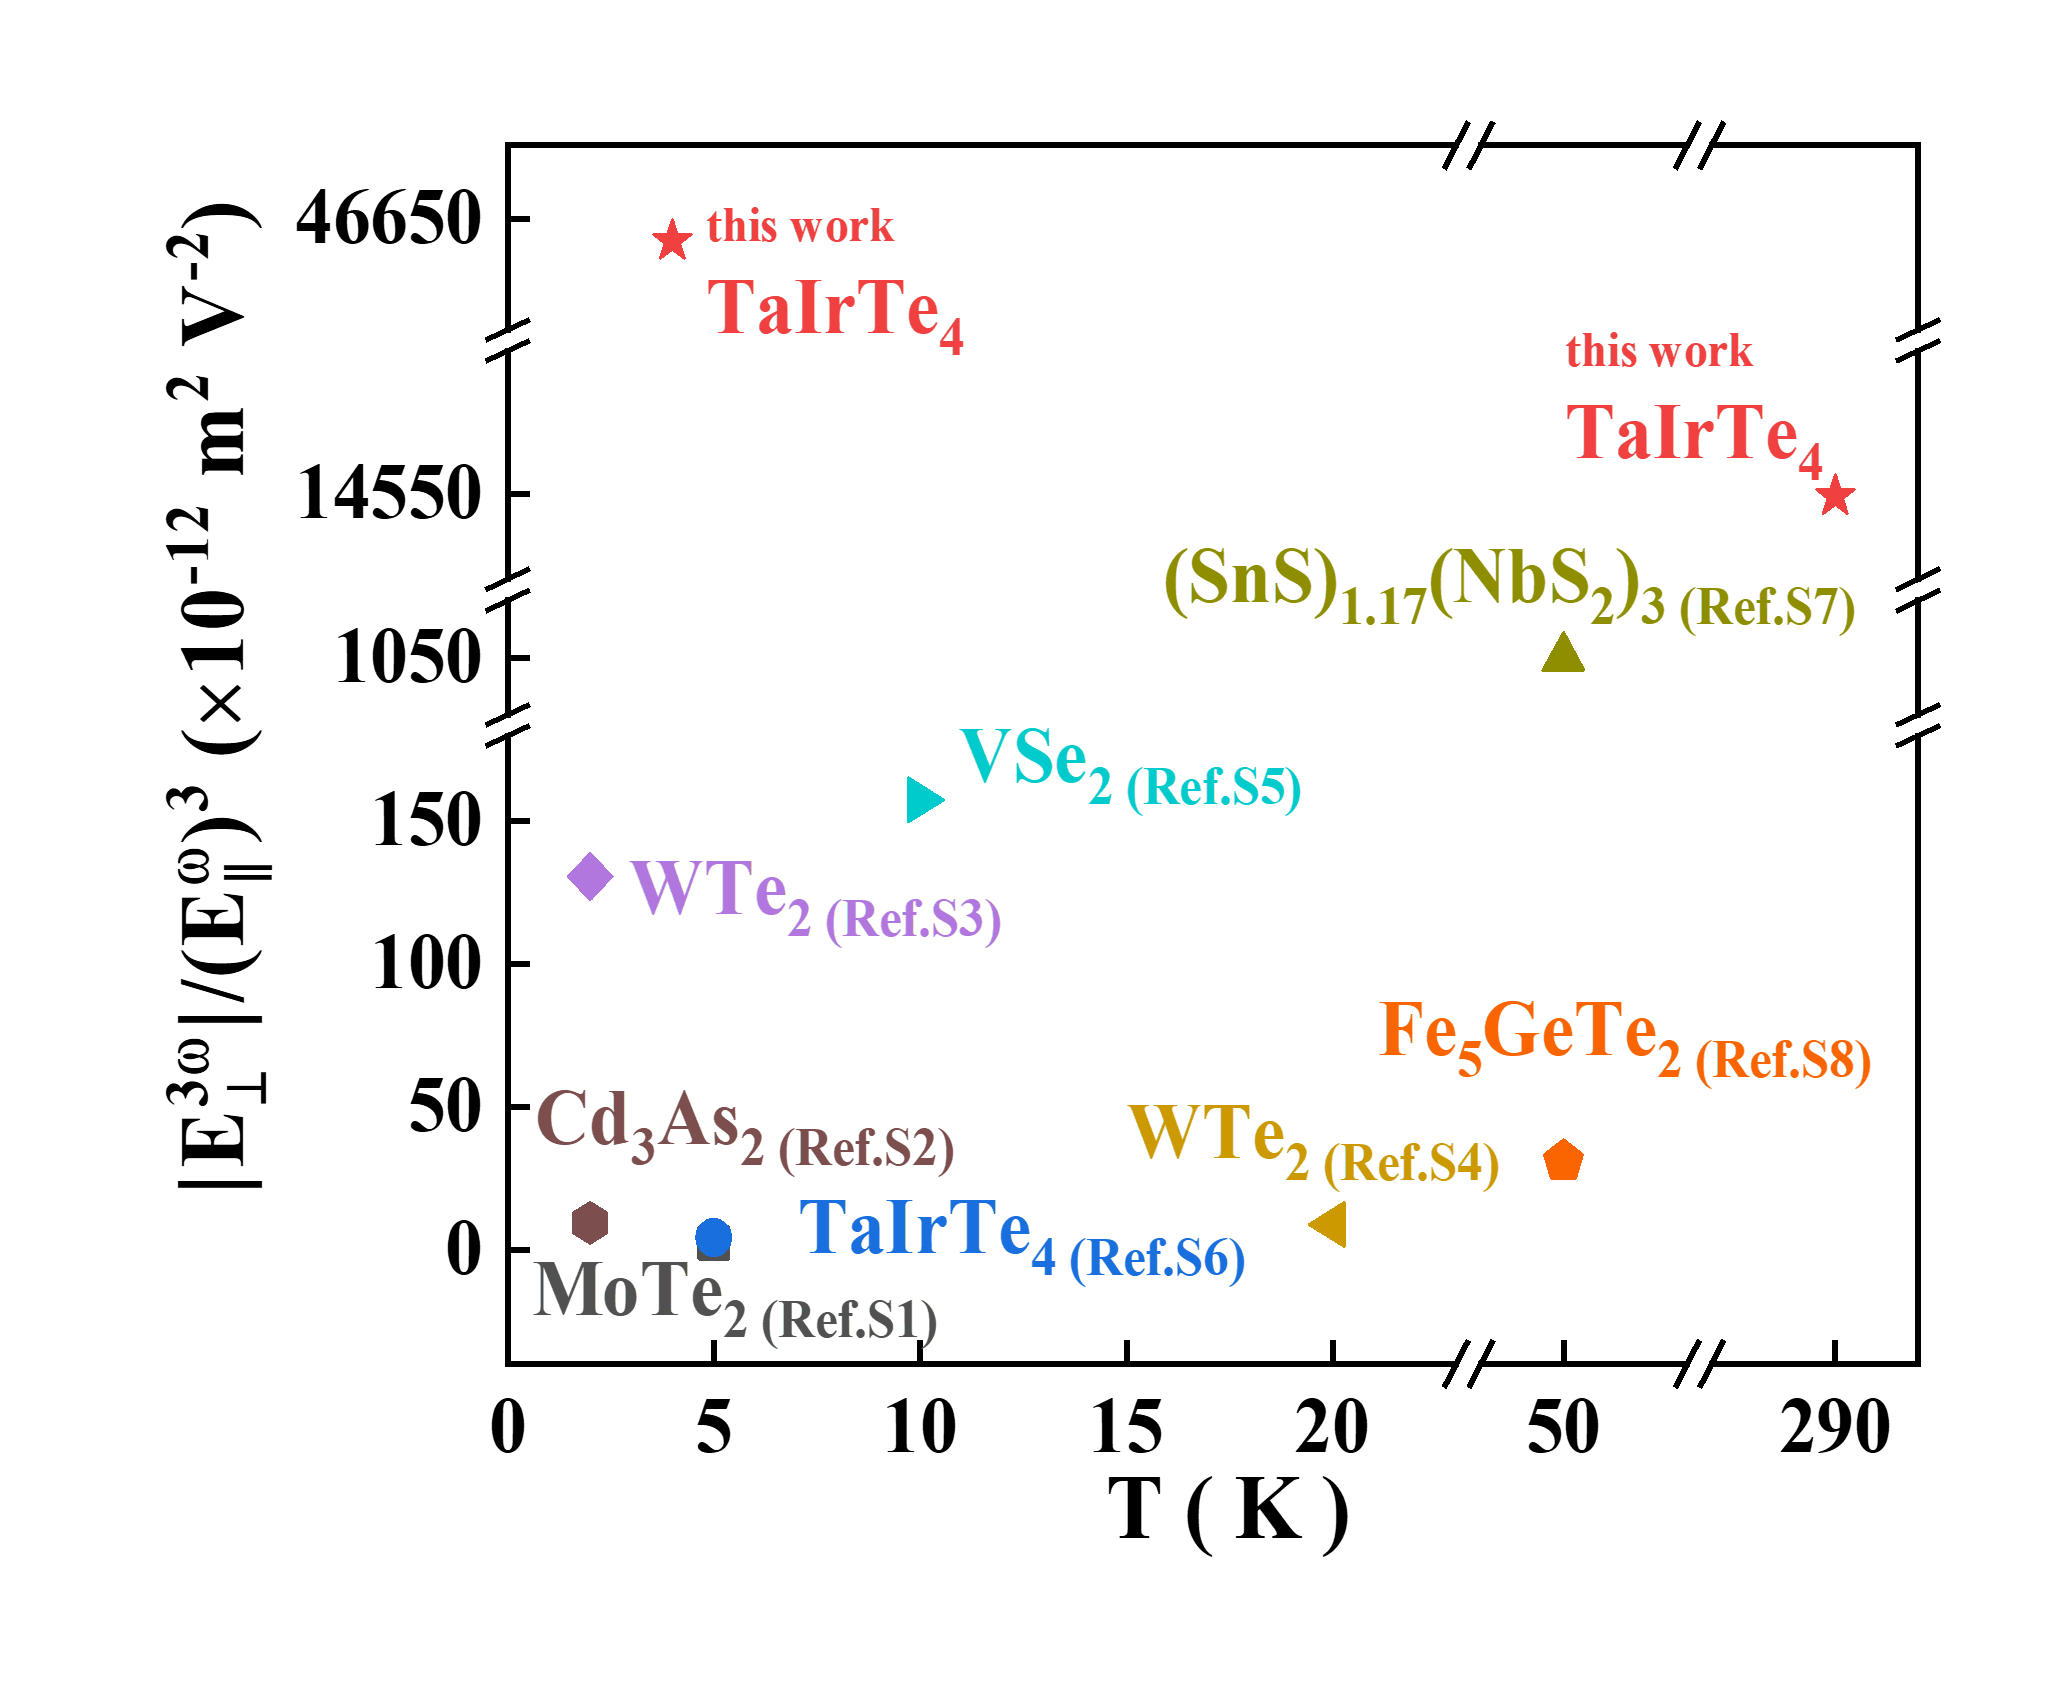 |E⊥^3ω|/(E∥^ω)^3 (×10^-12 m^2 V^-2)
46650
14550
1050
150
100
50
0
this work
TaIrTe4
this work
TaIrTe4
(SnS)1.17(NbS2)3 (Ref.S7)
VSe2 (Ref.S5)
WTe2 (Ref.S3)
Fe5GeTe2 (Ref.S8)
Cd3As2 (Ref.S2)
WTe2 (Ref.S4)
TaIrTe4 (Ref.S6)
MoTe2 (Ref.S1)
0 5 10 15 20 50 290
T ( K )